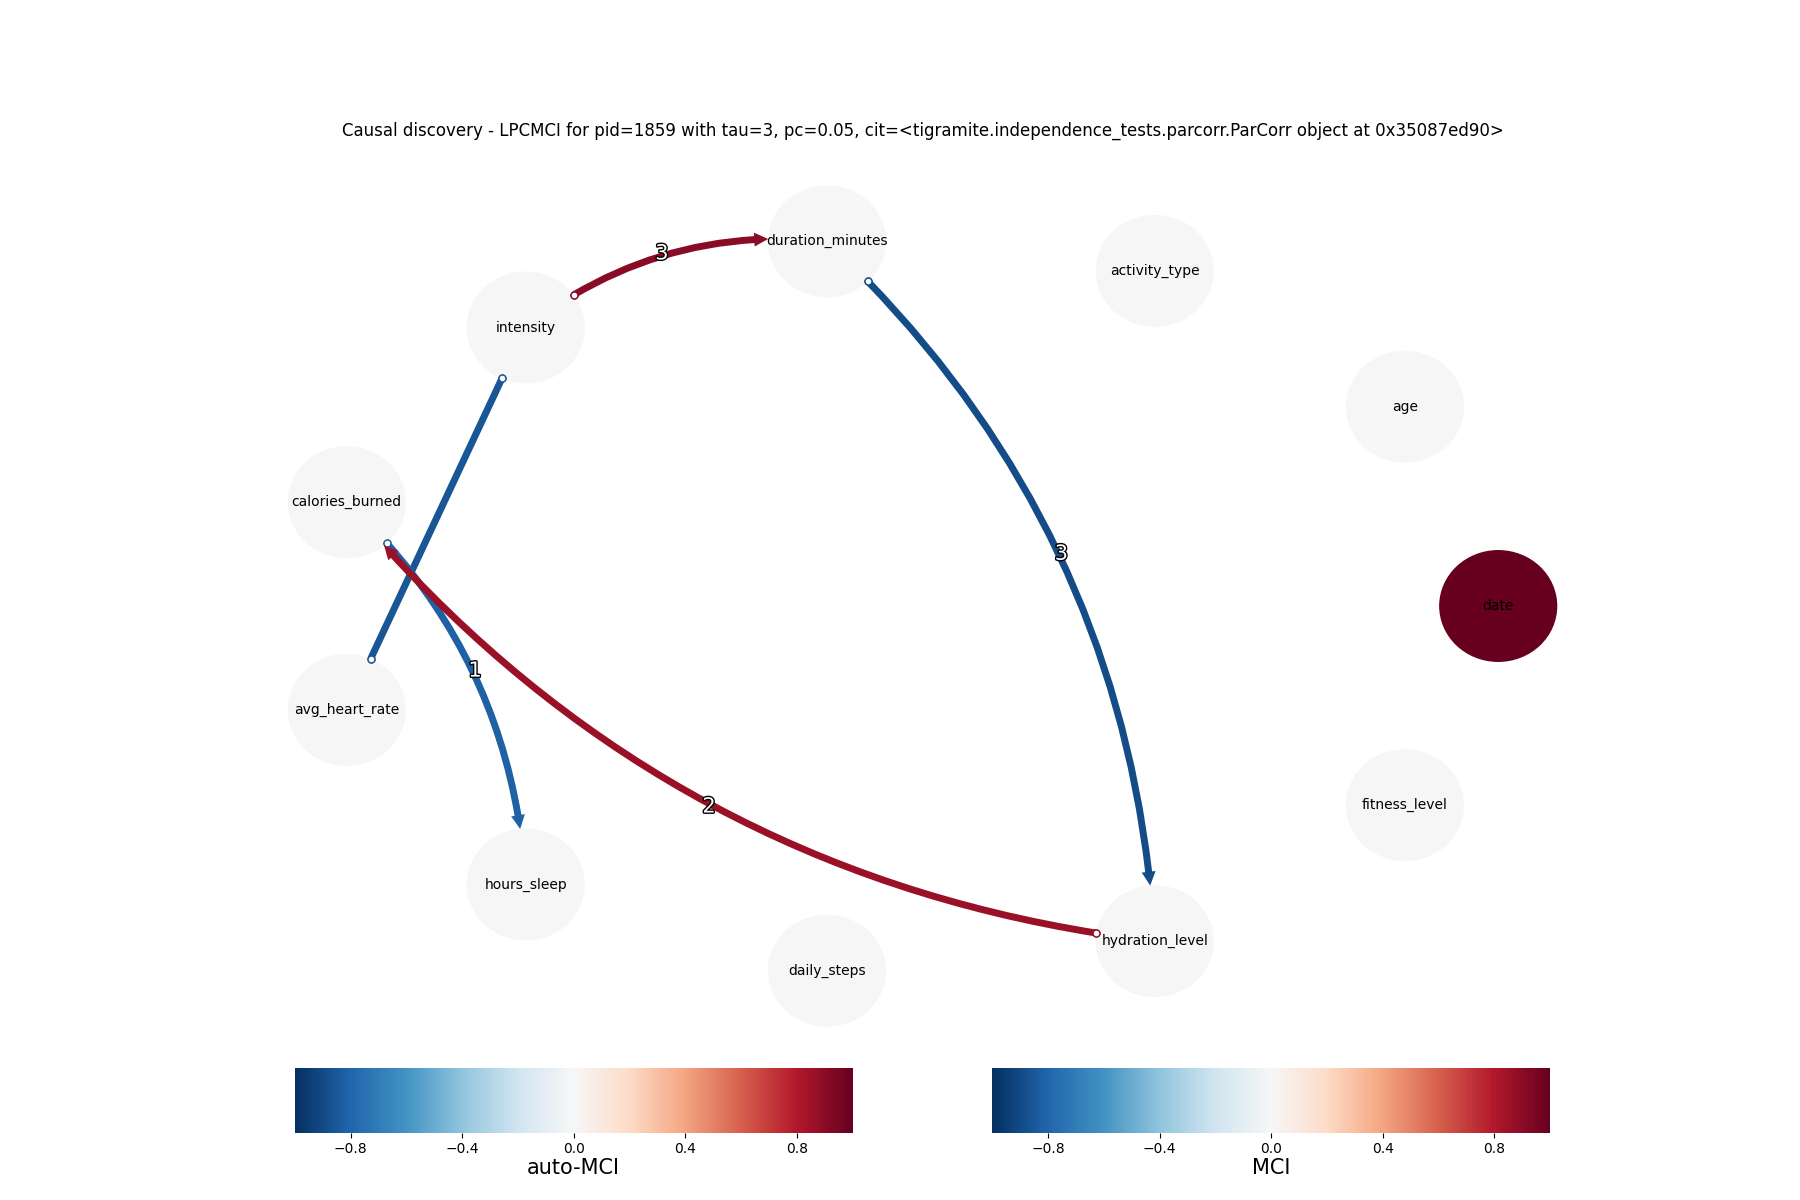 Causal discovery - LPCMCI for pid=1859 with tau=3, pc=0.05, cit=<tigramite.independence_tests.parcorr.ParCorr object at 0x35087ed90>
duration_minutes
3
activity_type
intensity
age
calories_burned
3
date
1
avg_heart_rate
2
fitness_level
hours_sleep
hydration_level
daily_steps
−0.8 −0.4 0.0 0.4 0.8
auto-MCI
−0.8 −0.4 0.0 0.4 0.8
MCI